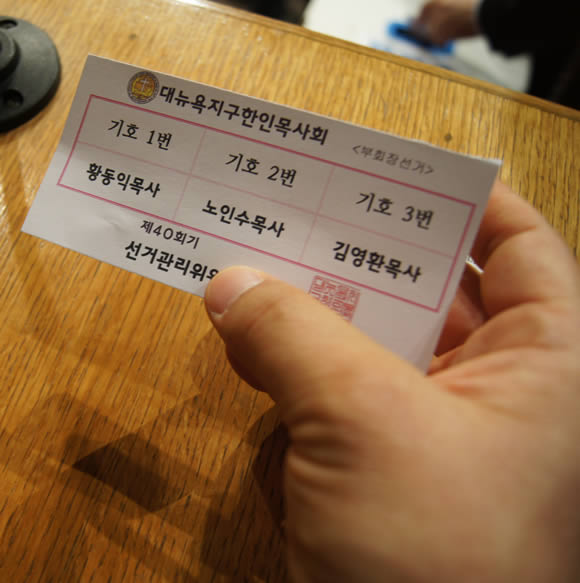 대뉴욕지구한인목사회
<부회장선거>
기호 1번 기호 2번 기호 3번
황동익목사 노인수목사 김영환목사
제40회기
선거관리위